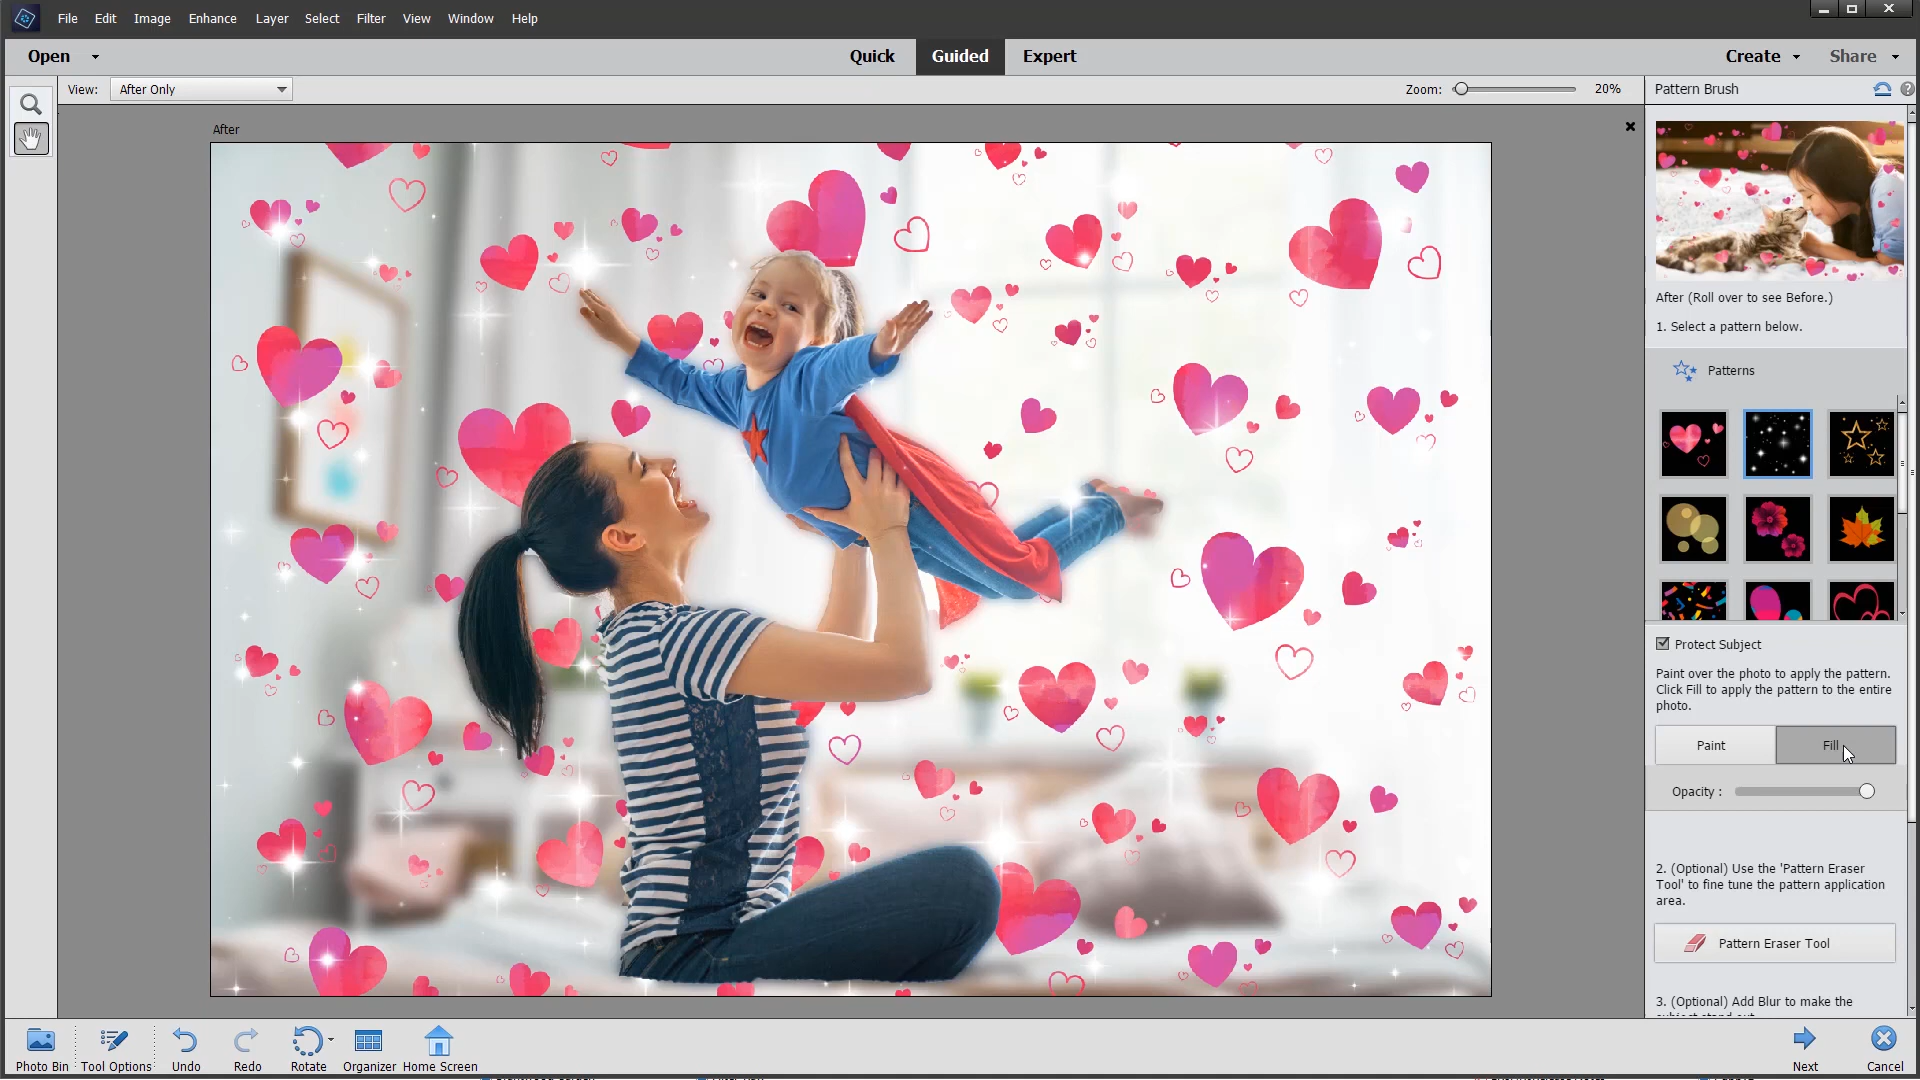 File Edit Image Enhance Layer Select Filter View Window Help
Open Quick Guided Expert Create Share
View: After Only Zoom: 20% Pattern Brush
After
After (Roll over to see Before.)
1. Select a pattern below.
Patterns
Protect Subject
Paint over the photo to apply the pattern.
Click Fill to apply the pattern to the entire
photo.
Paint Fill
Opacity :
2. (Optional) Use the 'Pattern Eraser
Tool' to fine tune the pattern application
area.
Pattern Eraser Tool
3. (Optional) Add Blur to make the
Photo Bin Tool Options Undo Redo Rotate Organizer Home Screen Next Cancel